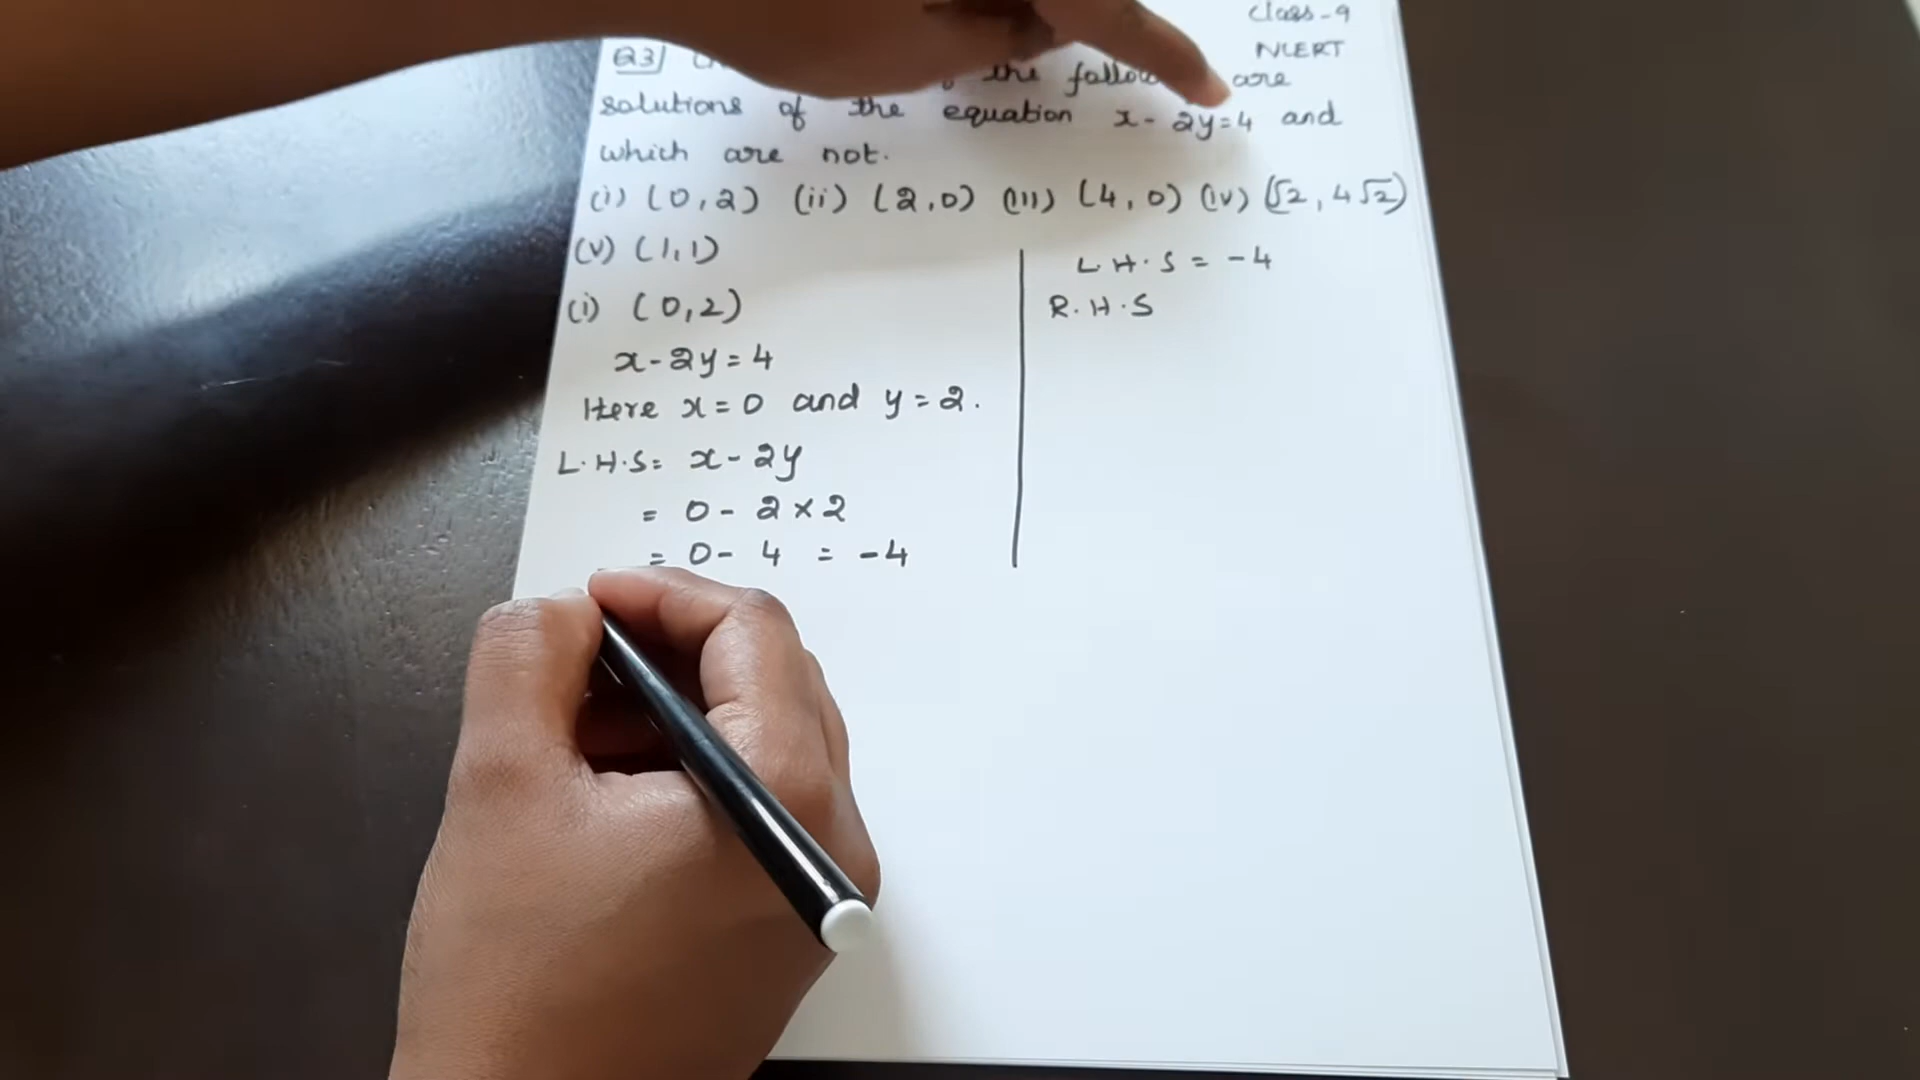 Class-9
NCERT
Q3) the are
solutions of the equation x - 2y = 4 and
which are not.
(i) (0,2) (ii) (2,0) (iii) (4,0) (iv) (√2, 4√2)
(v) (1,1)
(i) (0,2)
x - 2y = 4
Here x = 0 and y = 2.
L.H.S = x - 2y
= 0 - 2 × 2
= 0 - 4 = -4
L.H.S = -4
R.H.S